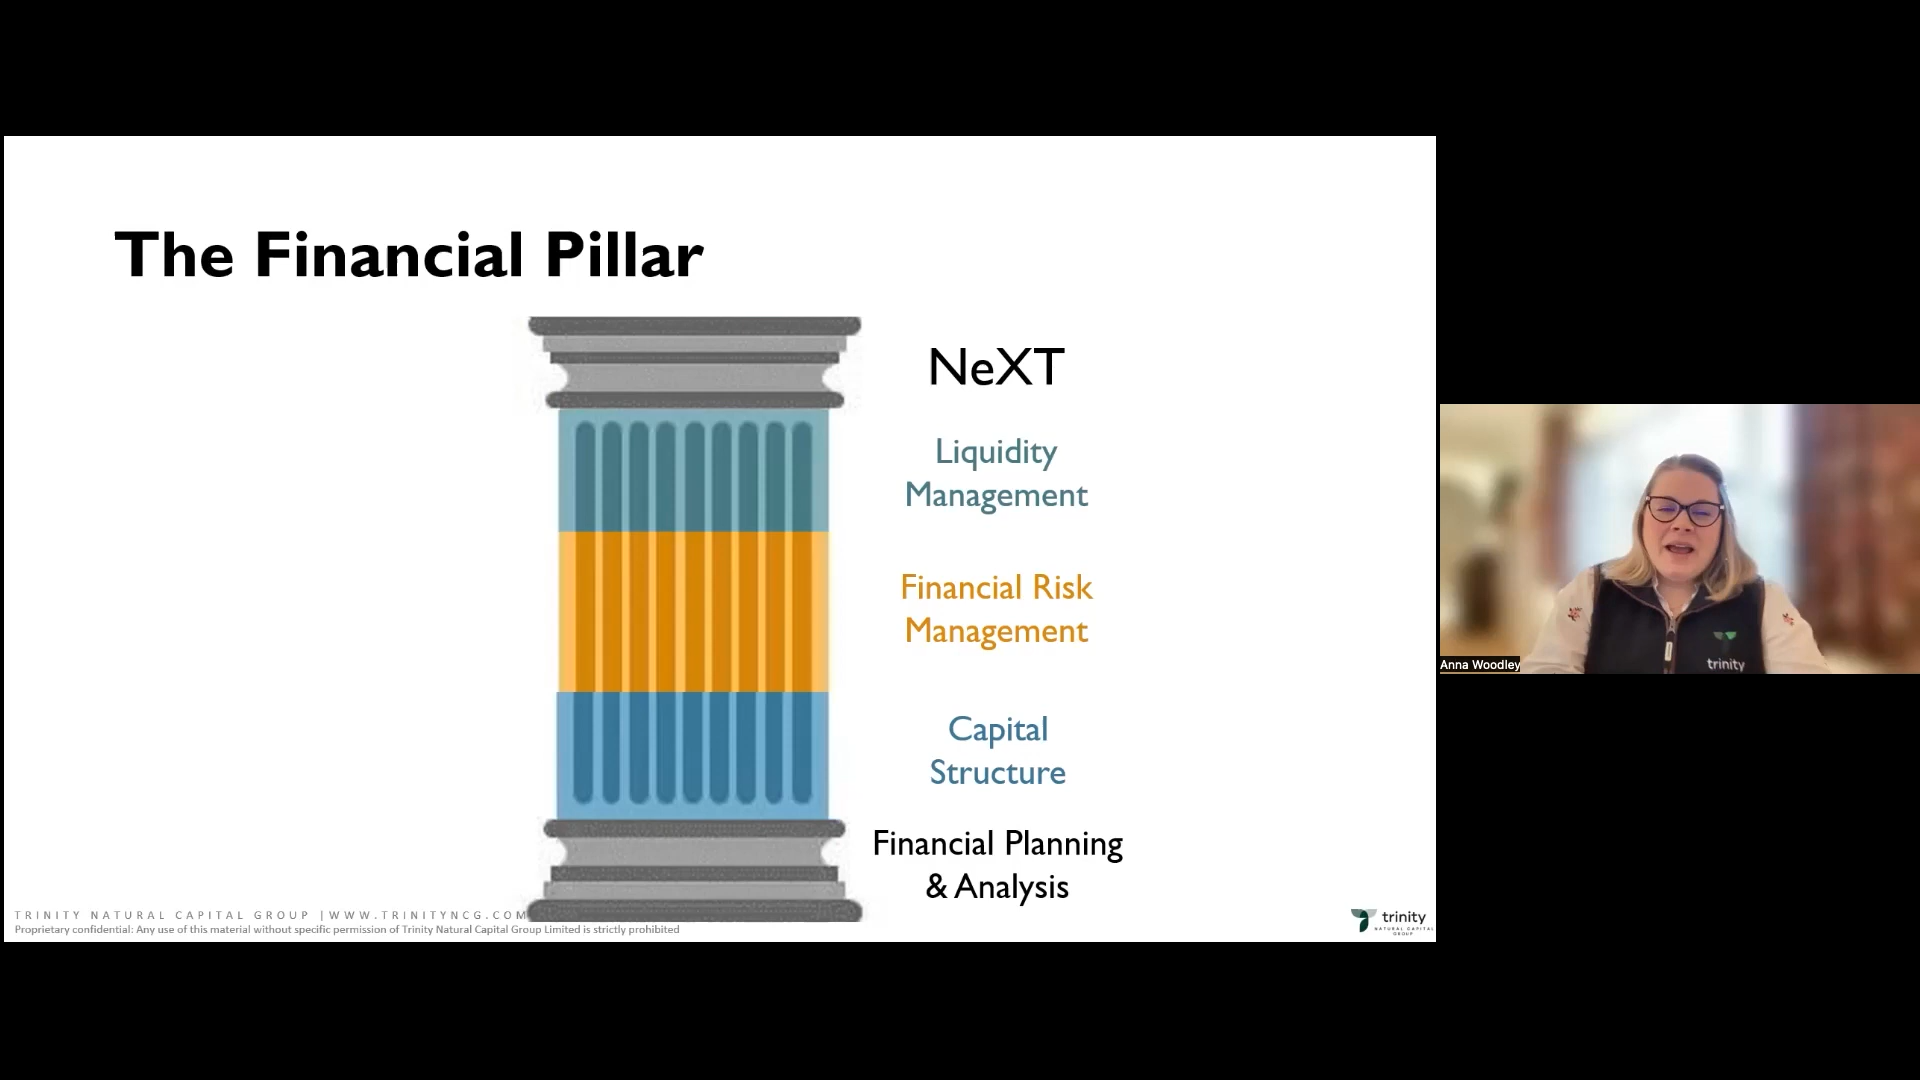 The Financial Pillar
NeXT
Liquidity
Management
Financial Risk
Management
Capital
Structure
Financial Planning
& Analysis
TRINITY NATURAL CAPITAL GROUP |WWW.TRINITYNCG.COM
Proprietary confidential: Any use of this material without specific permission of Trinity Natural Capital Group Limited is strictly prohibited
trinity
NATURAL CAPITAL
GROUP
trinity
Anna Woodley